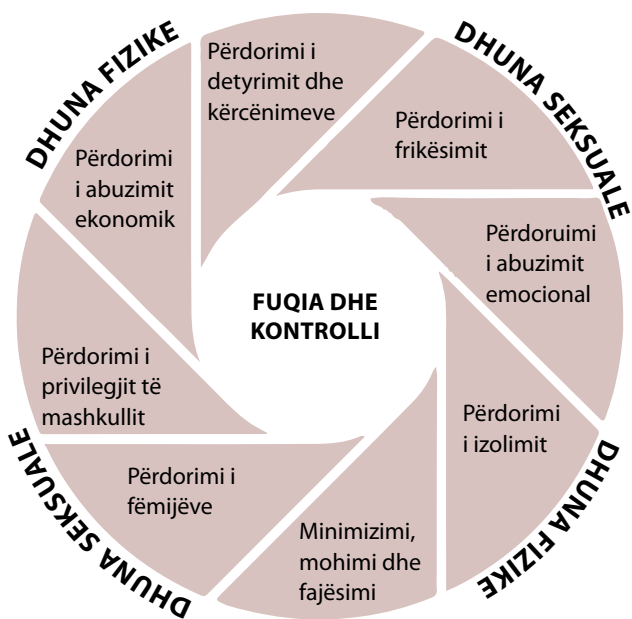 DHUNA FIZIKE
DHUNA SEKSUALE
Përdorimi i
detyrimit dhe
kërcënimeve
Përdorimi i
frikësimit
Përdoruimi
i abuzimit
emocional
Përdorimi
i izolimit
Minimizimi,
mohimi dhe
fajësimi
Përdorimi i
fëmijëve
Përdorimi i
privilegjit të
mashkullit
Përdorimi
i abuzimit
ekonomik
FUQIA DHE
KONTROLLI
DHUNA SEKSUALE
DHUNA FIZIKE